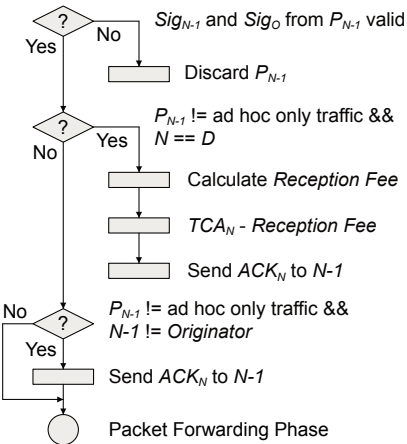 ? Sig_{N-1} and Sig_O from P_{N-1} valid
Yes No
Discard P_{N-1}
? P_{N-1} != ad hoc only traffic &&
N == D
No Yes
Calculate Reception Fee
TCA_N - Reception Fee
Send ACK_N to N-1
P_{N-1} != ad hoc only traffic &&
No ? N-1 != Originator
Yes
Send ACK_N to N-1
Packet Forwarding Phase